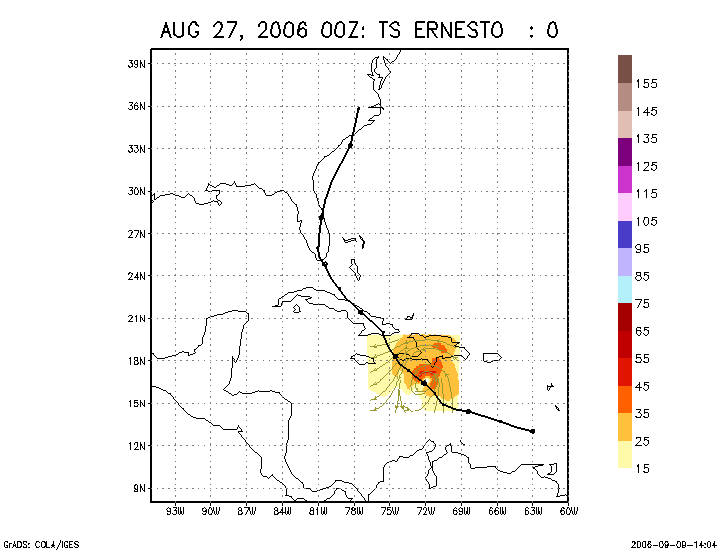 AUG 27, 2006 00Z: TS ERNESTO : 0
39N
36N
33N
30N
27N
24N
21N
18N
15N
12N
9N
93W 90W 87W 84W 81W 78W 75W 72W 69W 66W 63W 60W
155
145
135
125
115
105
95
85
75
65
55
45
35
25
15
GrADS: COLA/IGES
2006-09-09-14:04